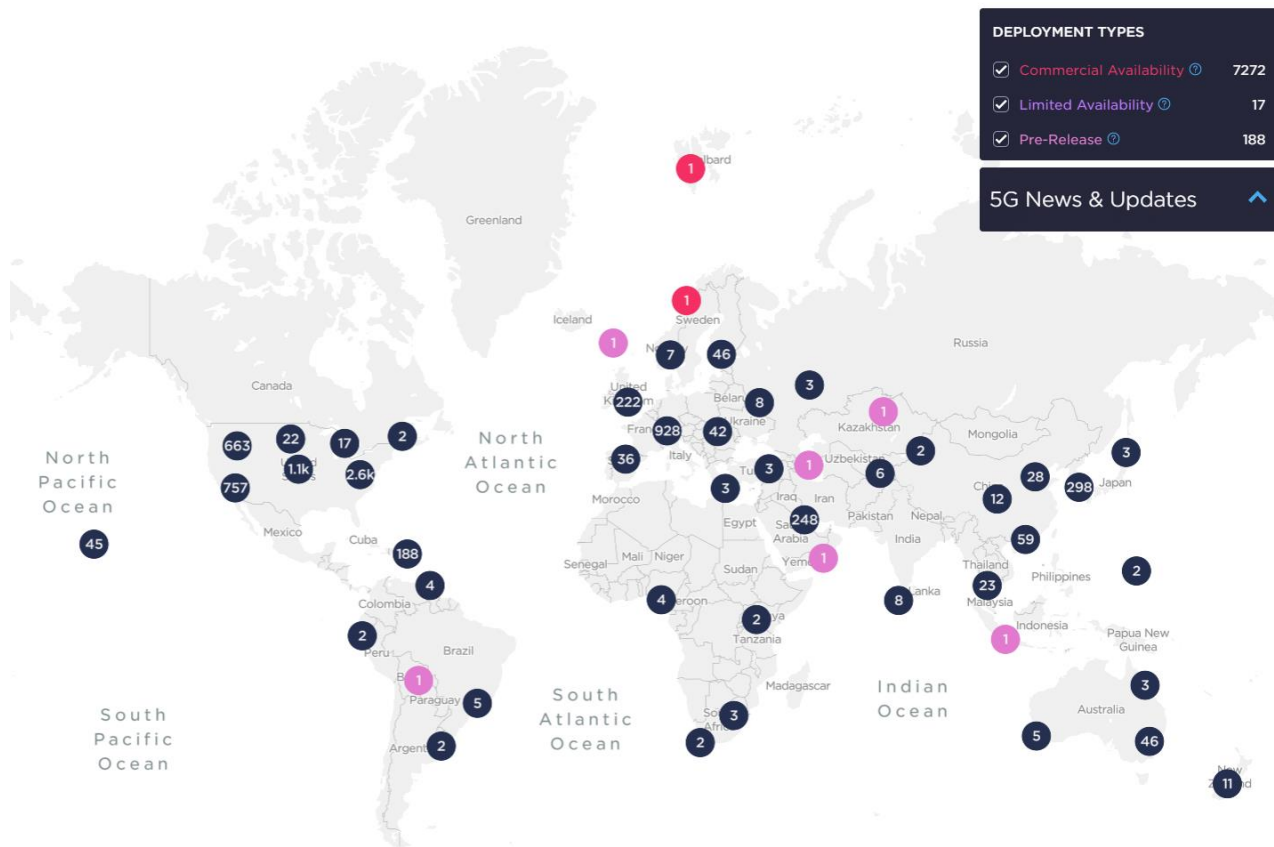 DEPLOYMENT TYPES
Commercial Availability 7272
Limited Availability 17
Pre-Release 188
5G News & Updates
1
Greenland
1
Iceland
Sweden
1
7
46
Russia
Canada
3
United
222
8
1
Kazakhstan
928
42
Ukraine
Mongolia
663
22
17
2
North
Atlantic
Ocean
Italy
36
1.1k
2.6k
757
3
1
Uzbekistan
6
2
3
28
298
Japan
12
North
Pacific
Ocean
3
Morocco
Iraq
Iran
Mexico
45
Cuba
188
Egypt
248
Arabia
Pakistan
Nepal
India
59
Senegal
Mali
Niger
Sudan
1
Thailand
Philippines
2
4
Colombia
4
8
23
Malaysia
2
Peru
Brazil
2
Tanzania
1
Indonesia
Papua New
Guinea
1
Paraguay
5
Madagascar
Indian
Ocean
3
Australia
South
Pacific
Ocean
South
Atlantic
Ocean
3
2
2
5
46
11